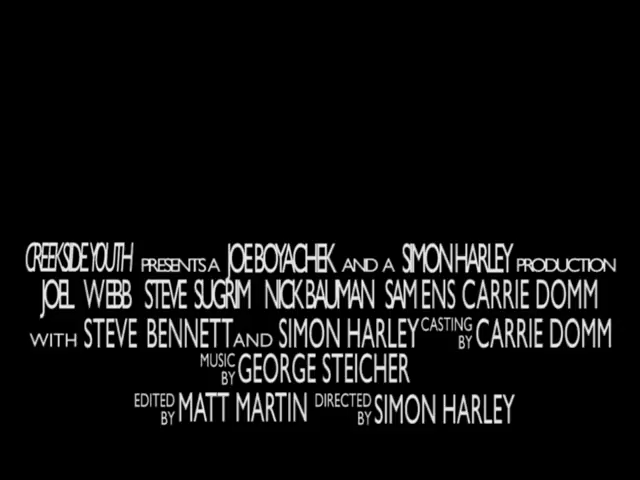 CREEKSIDE YOUTH PRESENTS A JOE BOYACHEK AND A SIMON HARLEY PRODUCTION
JOEL WEBB STEVE SUGRIM NICK BAUMAN SAM ENS CARRIE DOMM
WITH STEVE BENNETT AND SIMON HARLEY CASTING BY CARRIE DOMM
MUSIC BY GEORGE STEICHER
EDITED BY MATT MARTIN DIRECTED BY SIMON HARLEY